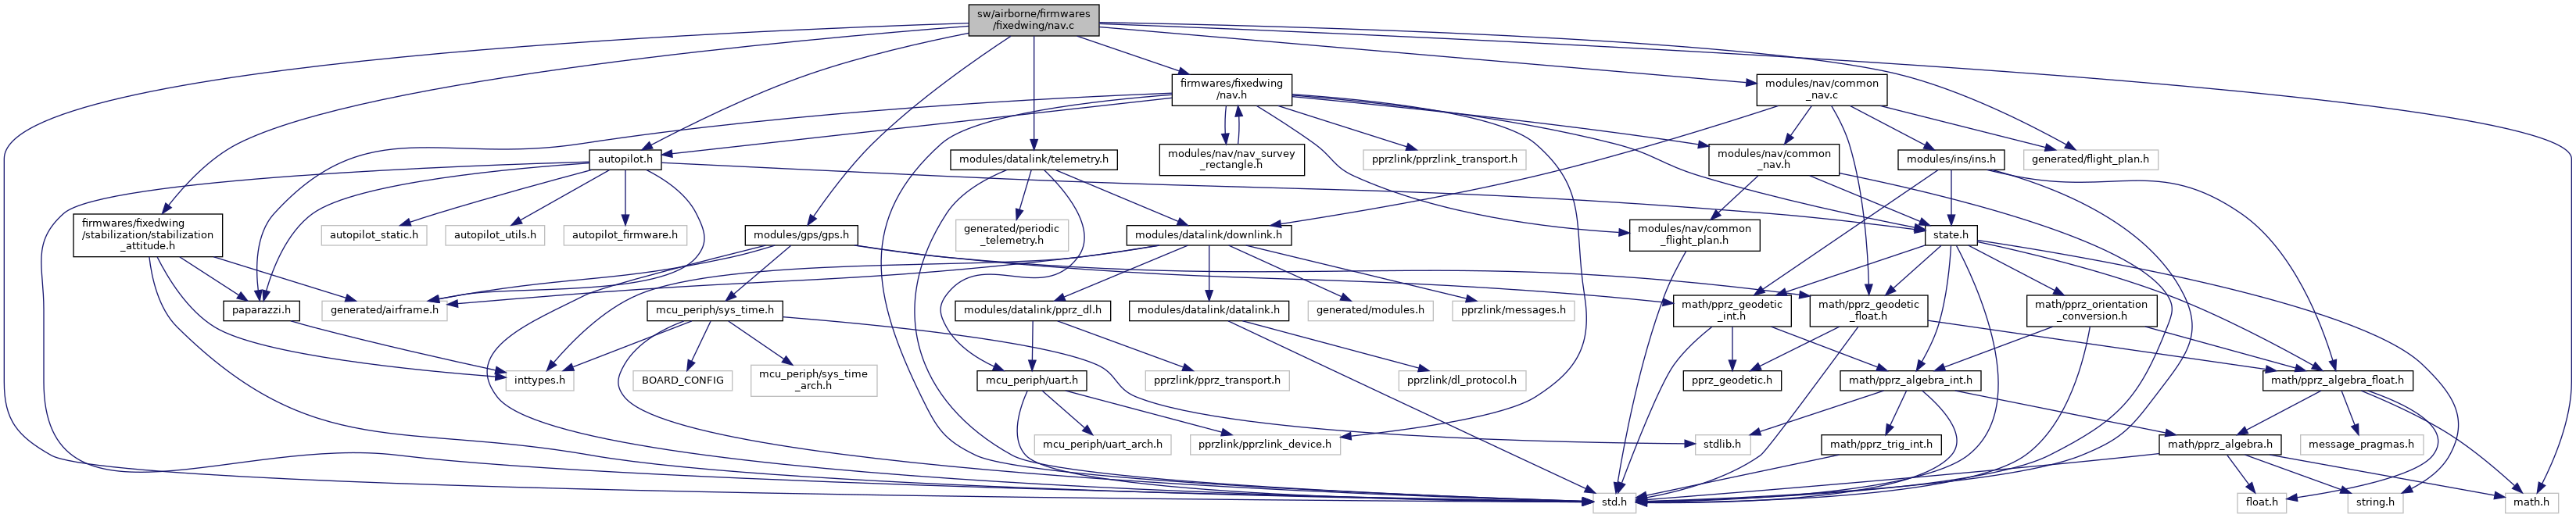 sw/airborne/firmwares
/fixedwing/nav.c
firmwares/fixedwing
/nav.h
modules/nav/common
_nav.c
autopilot.h
modules/datalink/telemetry.h
modules/nav/nav_survey
_rectangle.h
pprzlink/pprzlink_transport.h
modules/nav/common
_nav.h
modules/ins/ins.h
generated/flight_plan.h
firmwares/fixedwing
/stabilization/stabilization
_attitude.h
autopilot_static.h
autopilot_utils.h
autopilot_firmware.h
modules/gps/gps.h
generated/periodic
_telemetry.h
modules/datalink/downlink.h
modules/nav/common
_flight_plan.h
state.h
paparazzi.h
generated/airframe.h
mcu_periph/sys_time.h
modules/datalink/pprz_dl.h
modules/datalink/datalink.h
generated/modules.h
pprzlink/messages.h
math/pprz_geodetic
_int.h
math/pprz_geodetic
_float.h
math/pprz_orientation
_conversion.h
inttypes.h
BOARD_CONFIG
mcu_periph/sys_time
_arch.h
mcu_periph/uart.h
pprzlink/pprz_transport.h
pprzlink/dl_protocol.h
pprz_geodetic.h
math/pprz_algebra_int.h
math/pprz_algebra_float.h
mcu_periph/uart_arch.h
pprzlink/pprzlink_device.h
stdlib.h
math/pprz_trig_int.h
math/pprz_algebra.h
message_pragmas.h
std.h
float.h
string.h
math.h